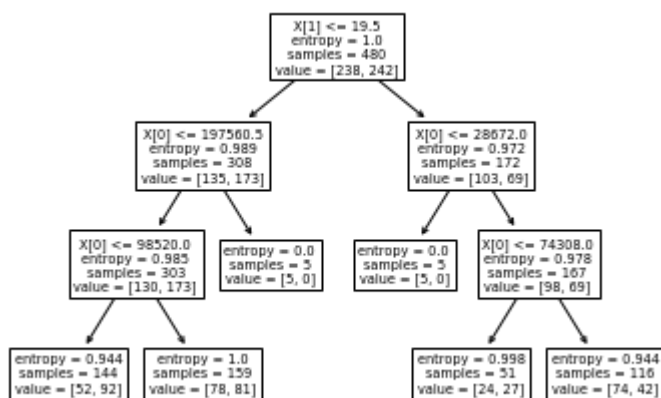 X[1] <= 19.5
entropy = 1.0
samples = 480
value = [238, 242]
X[0] <= 197560.5
entropy = 0.989
samples = 308
value = [135, 173]
X[0] <= 28672.0
entropy = 0.972
samples = 172
value = [103, 69]
X[0] <= 98520.0
entropy = 0.985
samples = 303
value = [130, 173]
entropy = 0.0
samples = 5
value = [5, 0]
entropy = 0.0
samples = 5
value = [5, 0]
X[0] <= 74308.0
entropy = 0.978
samples = 167
value = [98, 69]
entropy = 0.944
samples = 144
value = [52, 92]
entropy = 1.0
samples = 159
value = [78, 81]
entropy = 0.998
samples = 51
value = [24, 27]
entropy = 0.944
samples = 116
value = [74, 42]